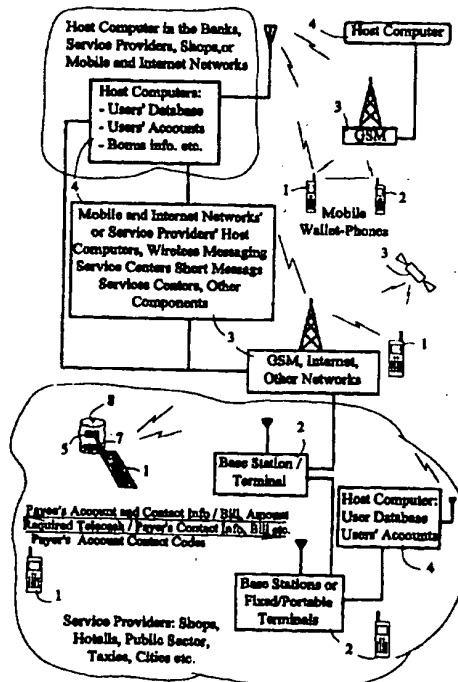 Host Computer in the Banks,
Service Providers, Shops,or
Mobile and Internet Networks
Host Computers:
- Users' Database
- Users' Accounts
- Bonus info. etc.
4
4
Host Computer
3
GSM
1
2
Mobile
Wallet-Phones
Mobile and Internet Networks'
or Service Providers' Host
Computers, Wireless Messaging
Service Centers Short Message
Services Centers, Other
Components
3
3
1
GSM, Internet,
Other Networks
8
5
7
1
2
Base Station /
Terminal
4
Host Computer:
User Database
Users' Accounts
4
Payee's Account and Contact Info / Bill Amount
Required Telecash / Payer's Contact Info, Bill etc.
Payer's Account Contact Codes
1
Base Stations or
Fixed/Portable
Terminals
2
1
Service Providers: Shops,
Hotells, Public Sector,
Taxies, Cities etc.